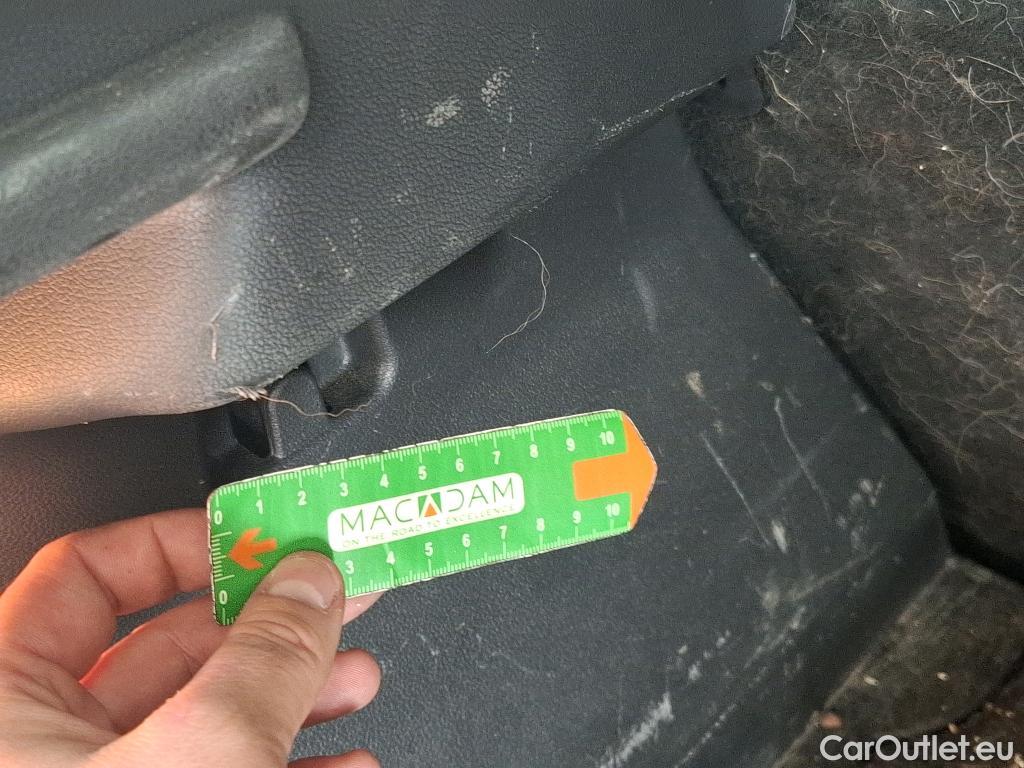 0 1 2 3 4 5 6 7 8 9 10
MACADAM
ON THE ROAD TO EXCELLENCE
0 3 4 5 6 7 8 9 10
CarOutlet.eu